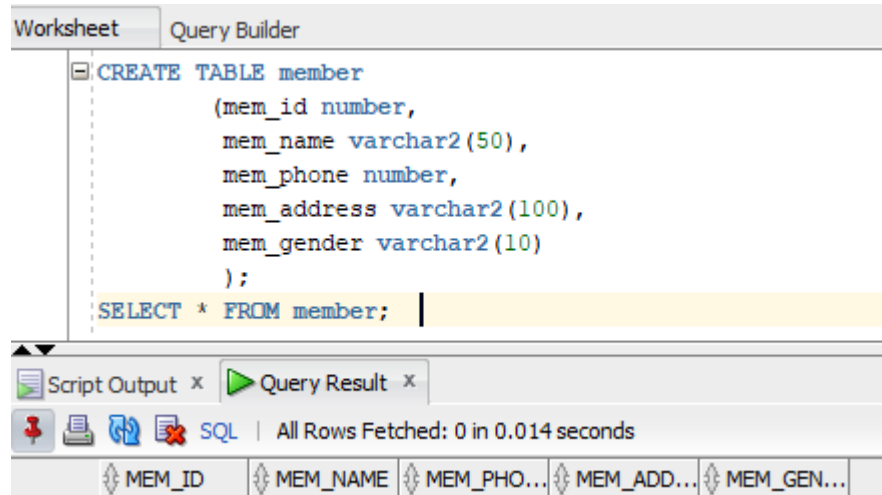 Worksheet Query Builder
CREATE TABLE member
(mem_id number,
mem_name varchar2(50),
mem_phone number,
mem_address varchar2(100),
mem_gender varchar2(10)
);
SELECT * FROM member;
Script Output x Query Result x
SQL | All Rows Fetched: 0 in 0.014 seconds
MEM_ID MEM_NAME MEM_PHO... MEM_ADD... MEM_GEN...